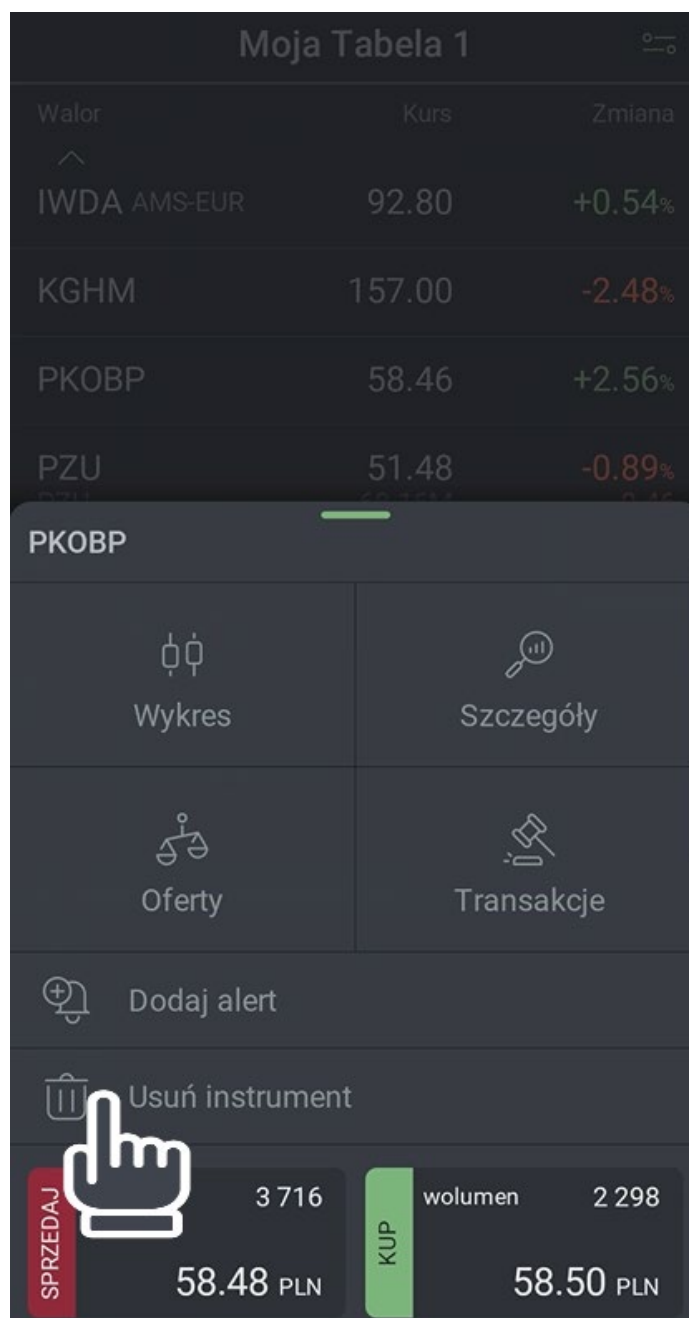 Moja Tabela 1
Walor Kurs Zmiana
IWDA AMS-EUR 92.80 +0.54%
KGHM 157.00 -2.48%
PKOBP 58.46 +2.56%
PZU 51.48 -0.89%
PKOBP
Wykres Szczegóły
Oferty Transakcje
Dodaj alert
Usuń instrument
SPRZEDAJ 3 716 KUP wolumen 2 298
58.48 PLN 58.50 PLN